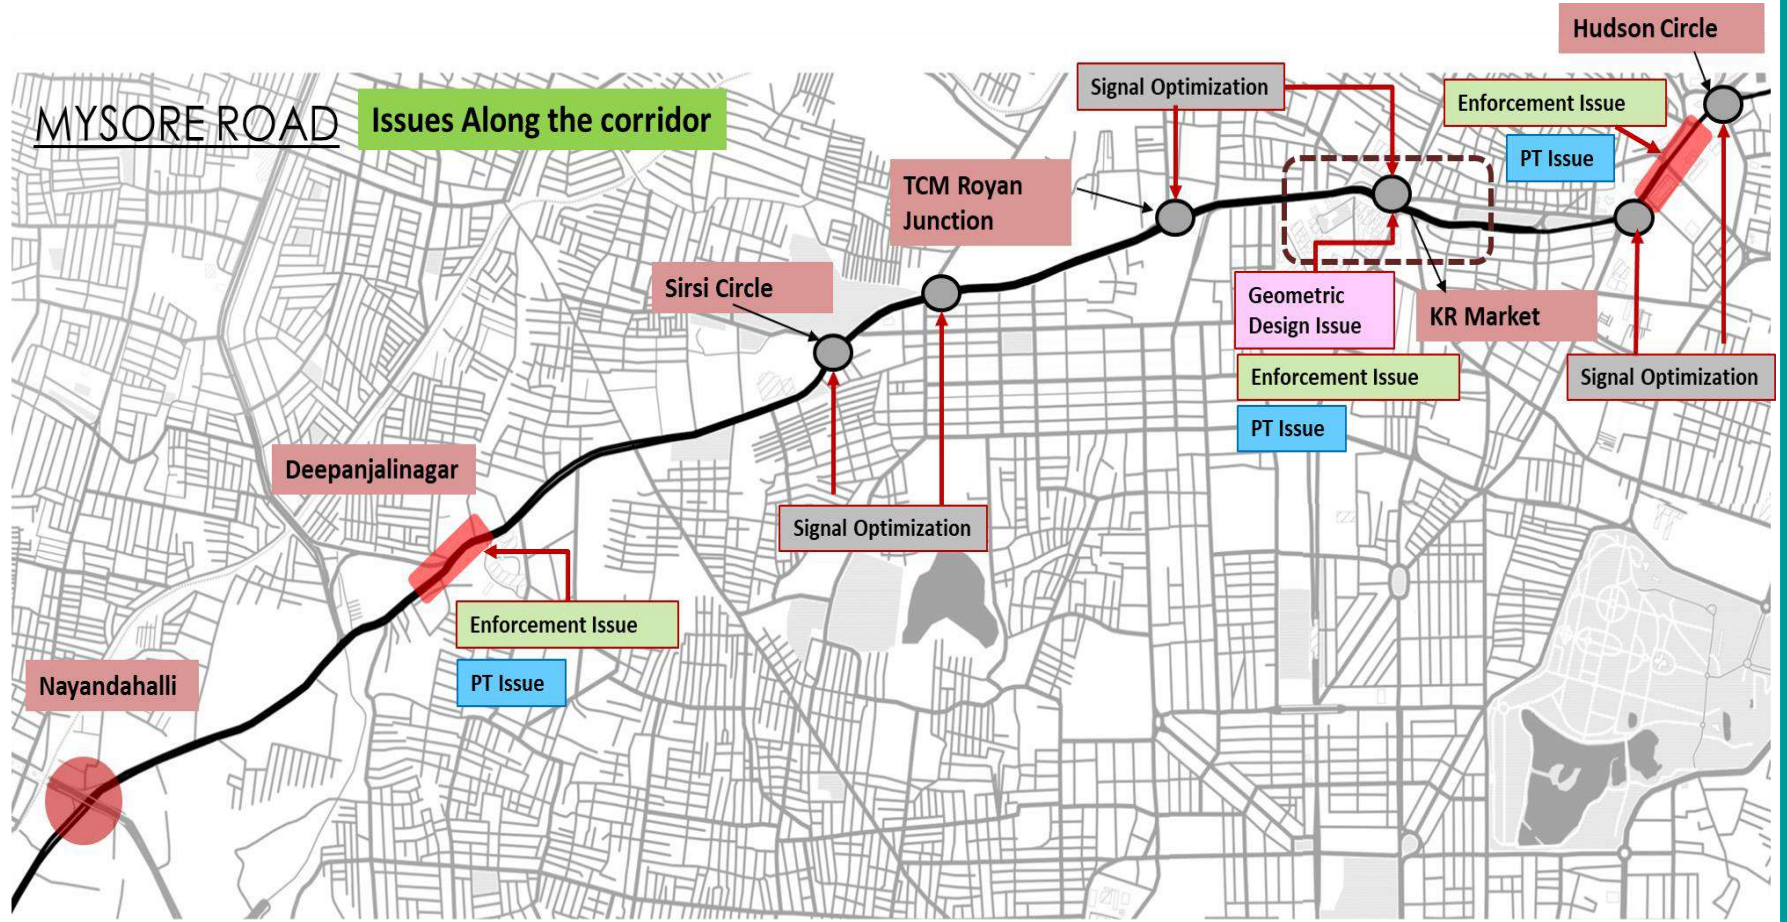 Hudson Circle
MYSORE ROAD
Issues Along the corridor
Signal Optimization
Enforcement Issue
PT Issue
TCM Royan
Junction
Sirsi Circle
Geometric
Design Issue
KR Market
Enforcement Issue
Signal Optimization
PT Issue
Deepanjalinagar
Signal Optimization
Enforcement Issue
PT Issue
Nayandahalli